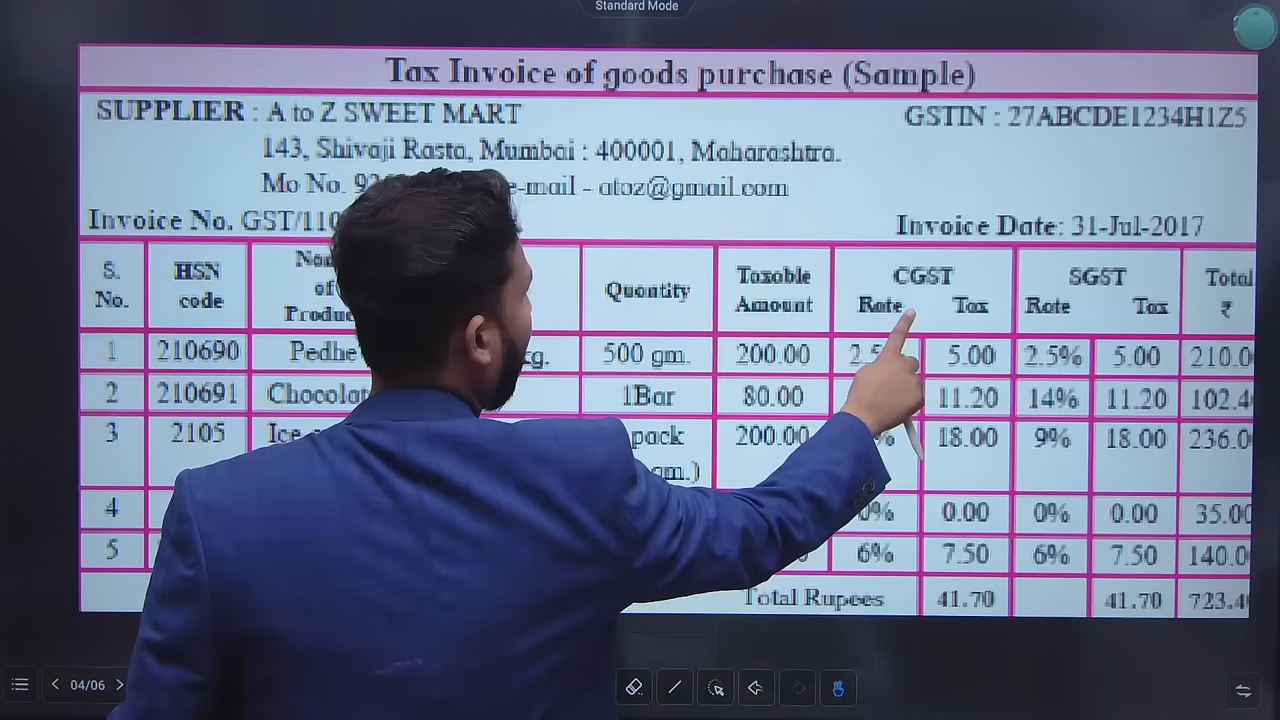 Standard Mode
Tax Invoice of goods purchase (Sample)
SUPPLIER : A to Z SWEET MART GSTIN : 27ABCDE1234H1Z5
143, Shivaji Rasta, Mumbai : 400001, Maharashtra.
Mo No. e-mail - atoz@gmail.com
Invoice No. Invoice Date: 31-Jul-2017
S. No. HSN code of Quantity Taxable Amount CGST Rate Tax SGST Rate Tax Total ₹
1 210690 500 gm. 200.00 5.00 2.5% 5.00
2 210691 1Bar 80.00 11.20 14% 11.20
3 2105 pack 200.00 18.00 9% 18.00
4 0% 0.00 0% 0.00
5 6% 7.50 6% 7.50
Total Rupees 41.70 41.70
04/06